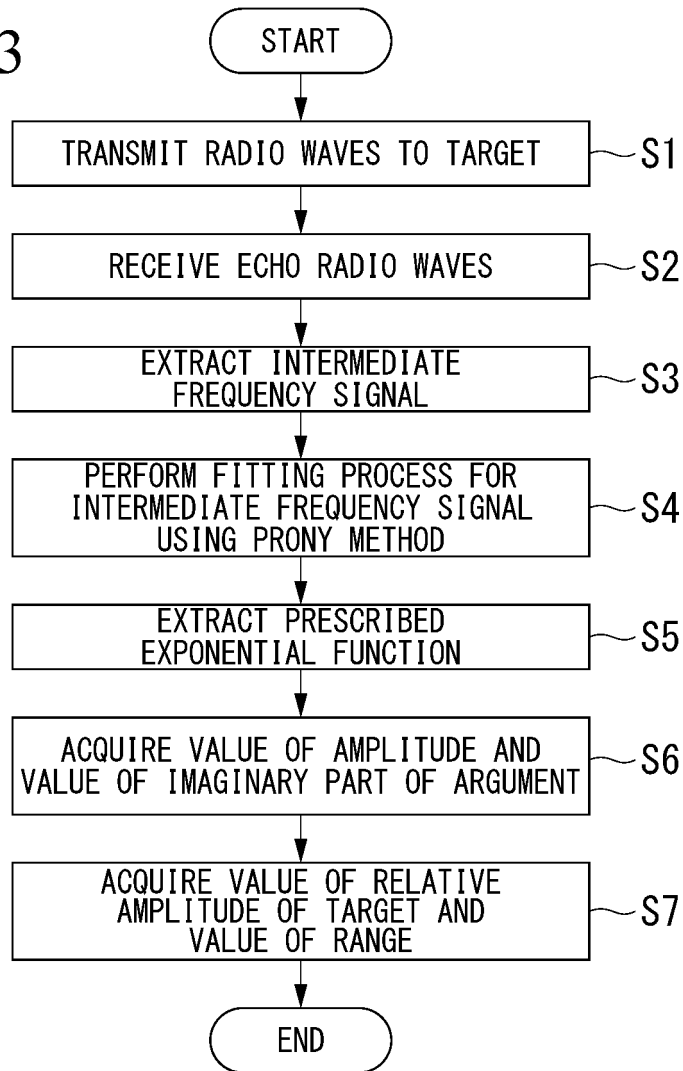 3
START
TRANSMIT RADIO WAVES TO TARGET
S1
RECEIVE ECHO RADIO WAVES
S2
EXTRACT INTERMEDIATE
FREQUENCY SIGNAL
S3
PERFORM FITTING PROCESS FOR
INTERMEDIATE FREQUENCY SIGNAL
USING PRONY METHOD
S4
EXTRACT PRESCRIBED
EXPONENTIAL FUNCTION
S5
ACQUIRE VALUE OF AMPLITUDE AND
VALUE OF IMAGINARY PART OF ARGUMENT
S6
ACQUIRE VALUE OF RELATIVE
AMPLITUDE OF TARGET AND
VALUE OF RANGE
S7
END